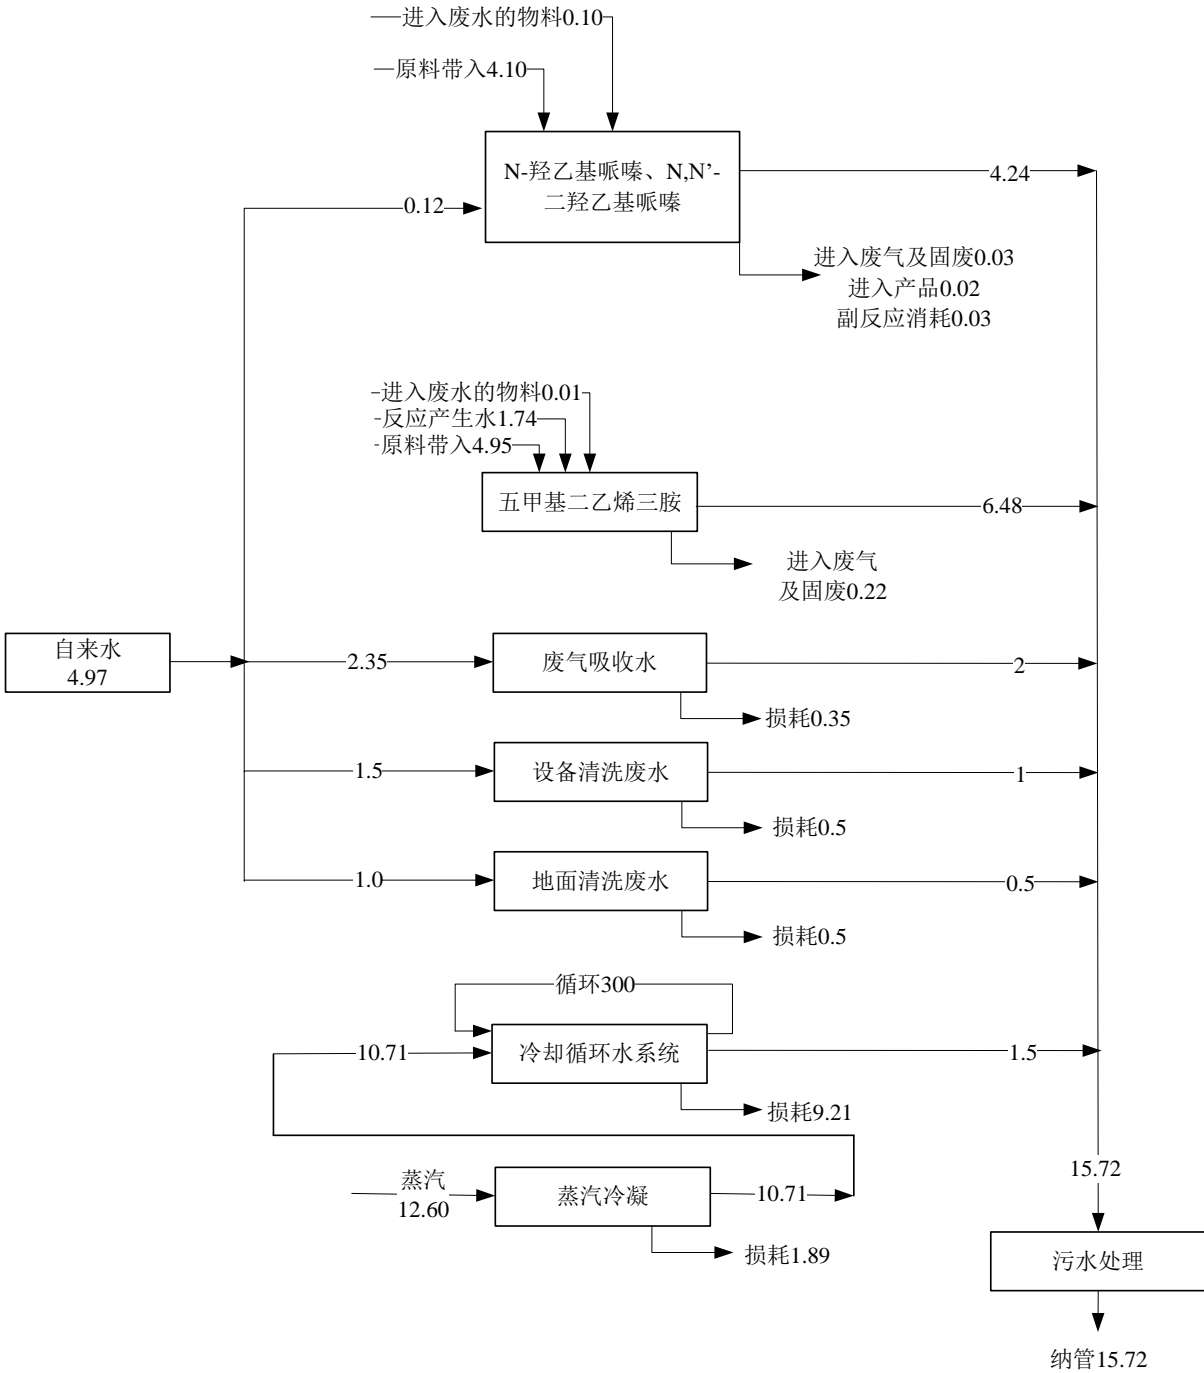 进入废水的物料0.10
原料带入4.10
N-羟乙基哌嗪、N,N’-
二羟乙基哌嗪
4.24
0.12
进入废气及固废0.03
进入产品0.02
副反应消耗0.03
进入废水的物料0.01
反应产生水1.74
原料带入4.95
五甲基二乙烯三胺
6.48
进入废气
及固废0.22
自来水
4.97
2.35
废气吸收水
2
损耗0.35
1.5
设备清洗废水
1
损耗0.5
1.0
地面清洗废水
0.5
损耗0.5
循环300
10.71
冷却循环水系统
1.5
损耗9.21
蒸汽
12.60
蒸汽冷凝
10.71
损耗1.89
15.72
污水处理
纳管15.72